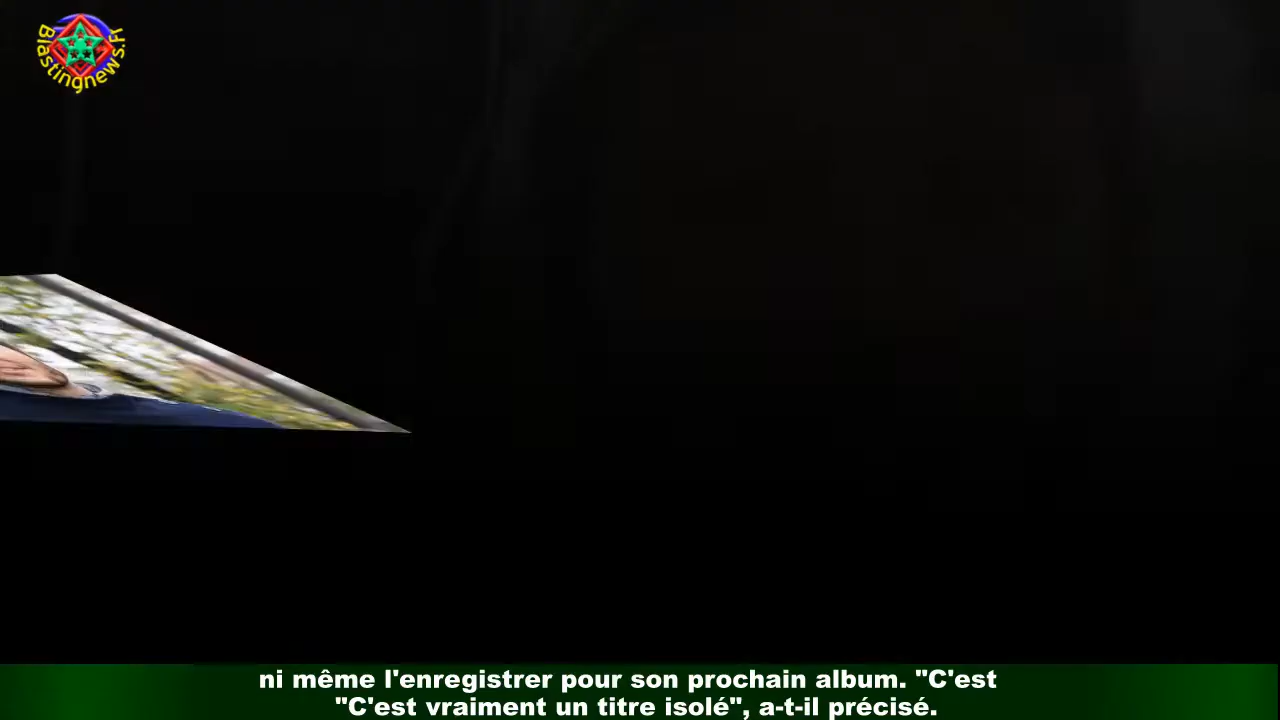 Blastingnews.fr
ni même l'enregistrer pour son prochain album. "C'est
"C'est vraiment un titre isolé", a-t-il précisé.